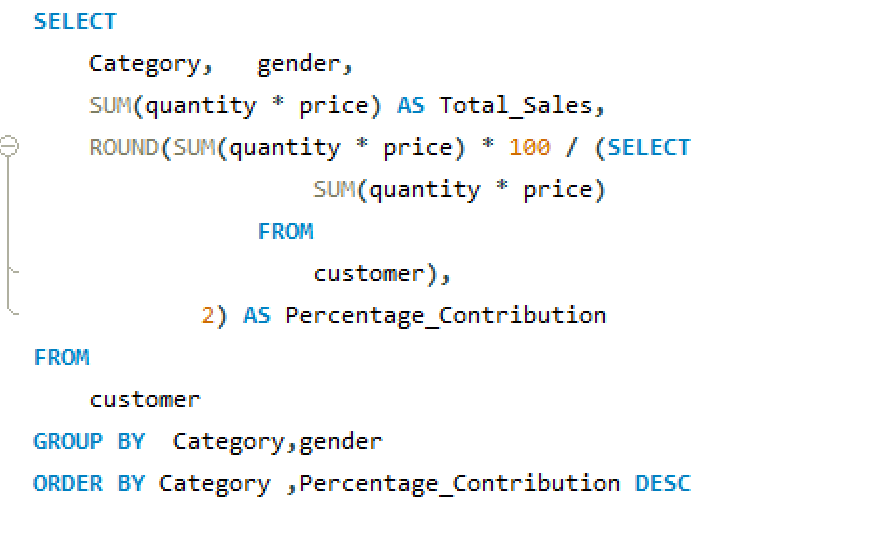 SELECT
Category,   gender,
SUM(quantity * price) AS Total_Sales,
ROUND(SUM(quantity * price) * 100 / (SELECT
SUM(quantity * price)
FROM
customer),
2) AS Percentage_Contribution
FROM
customer
GROUP BY  Category,gender
ORDER BY Category ,Percentage_Contribution DESC